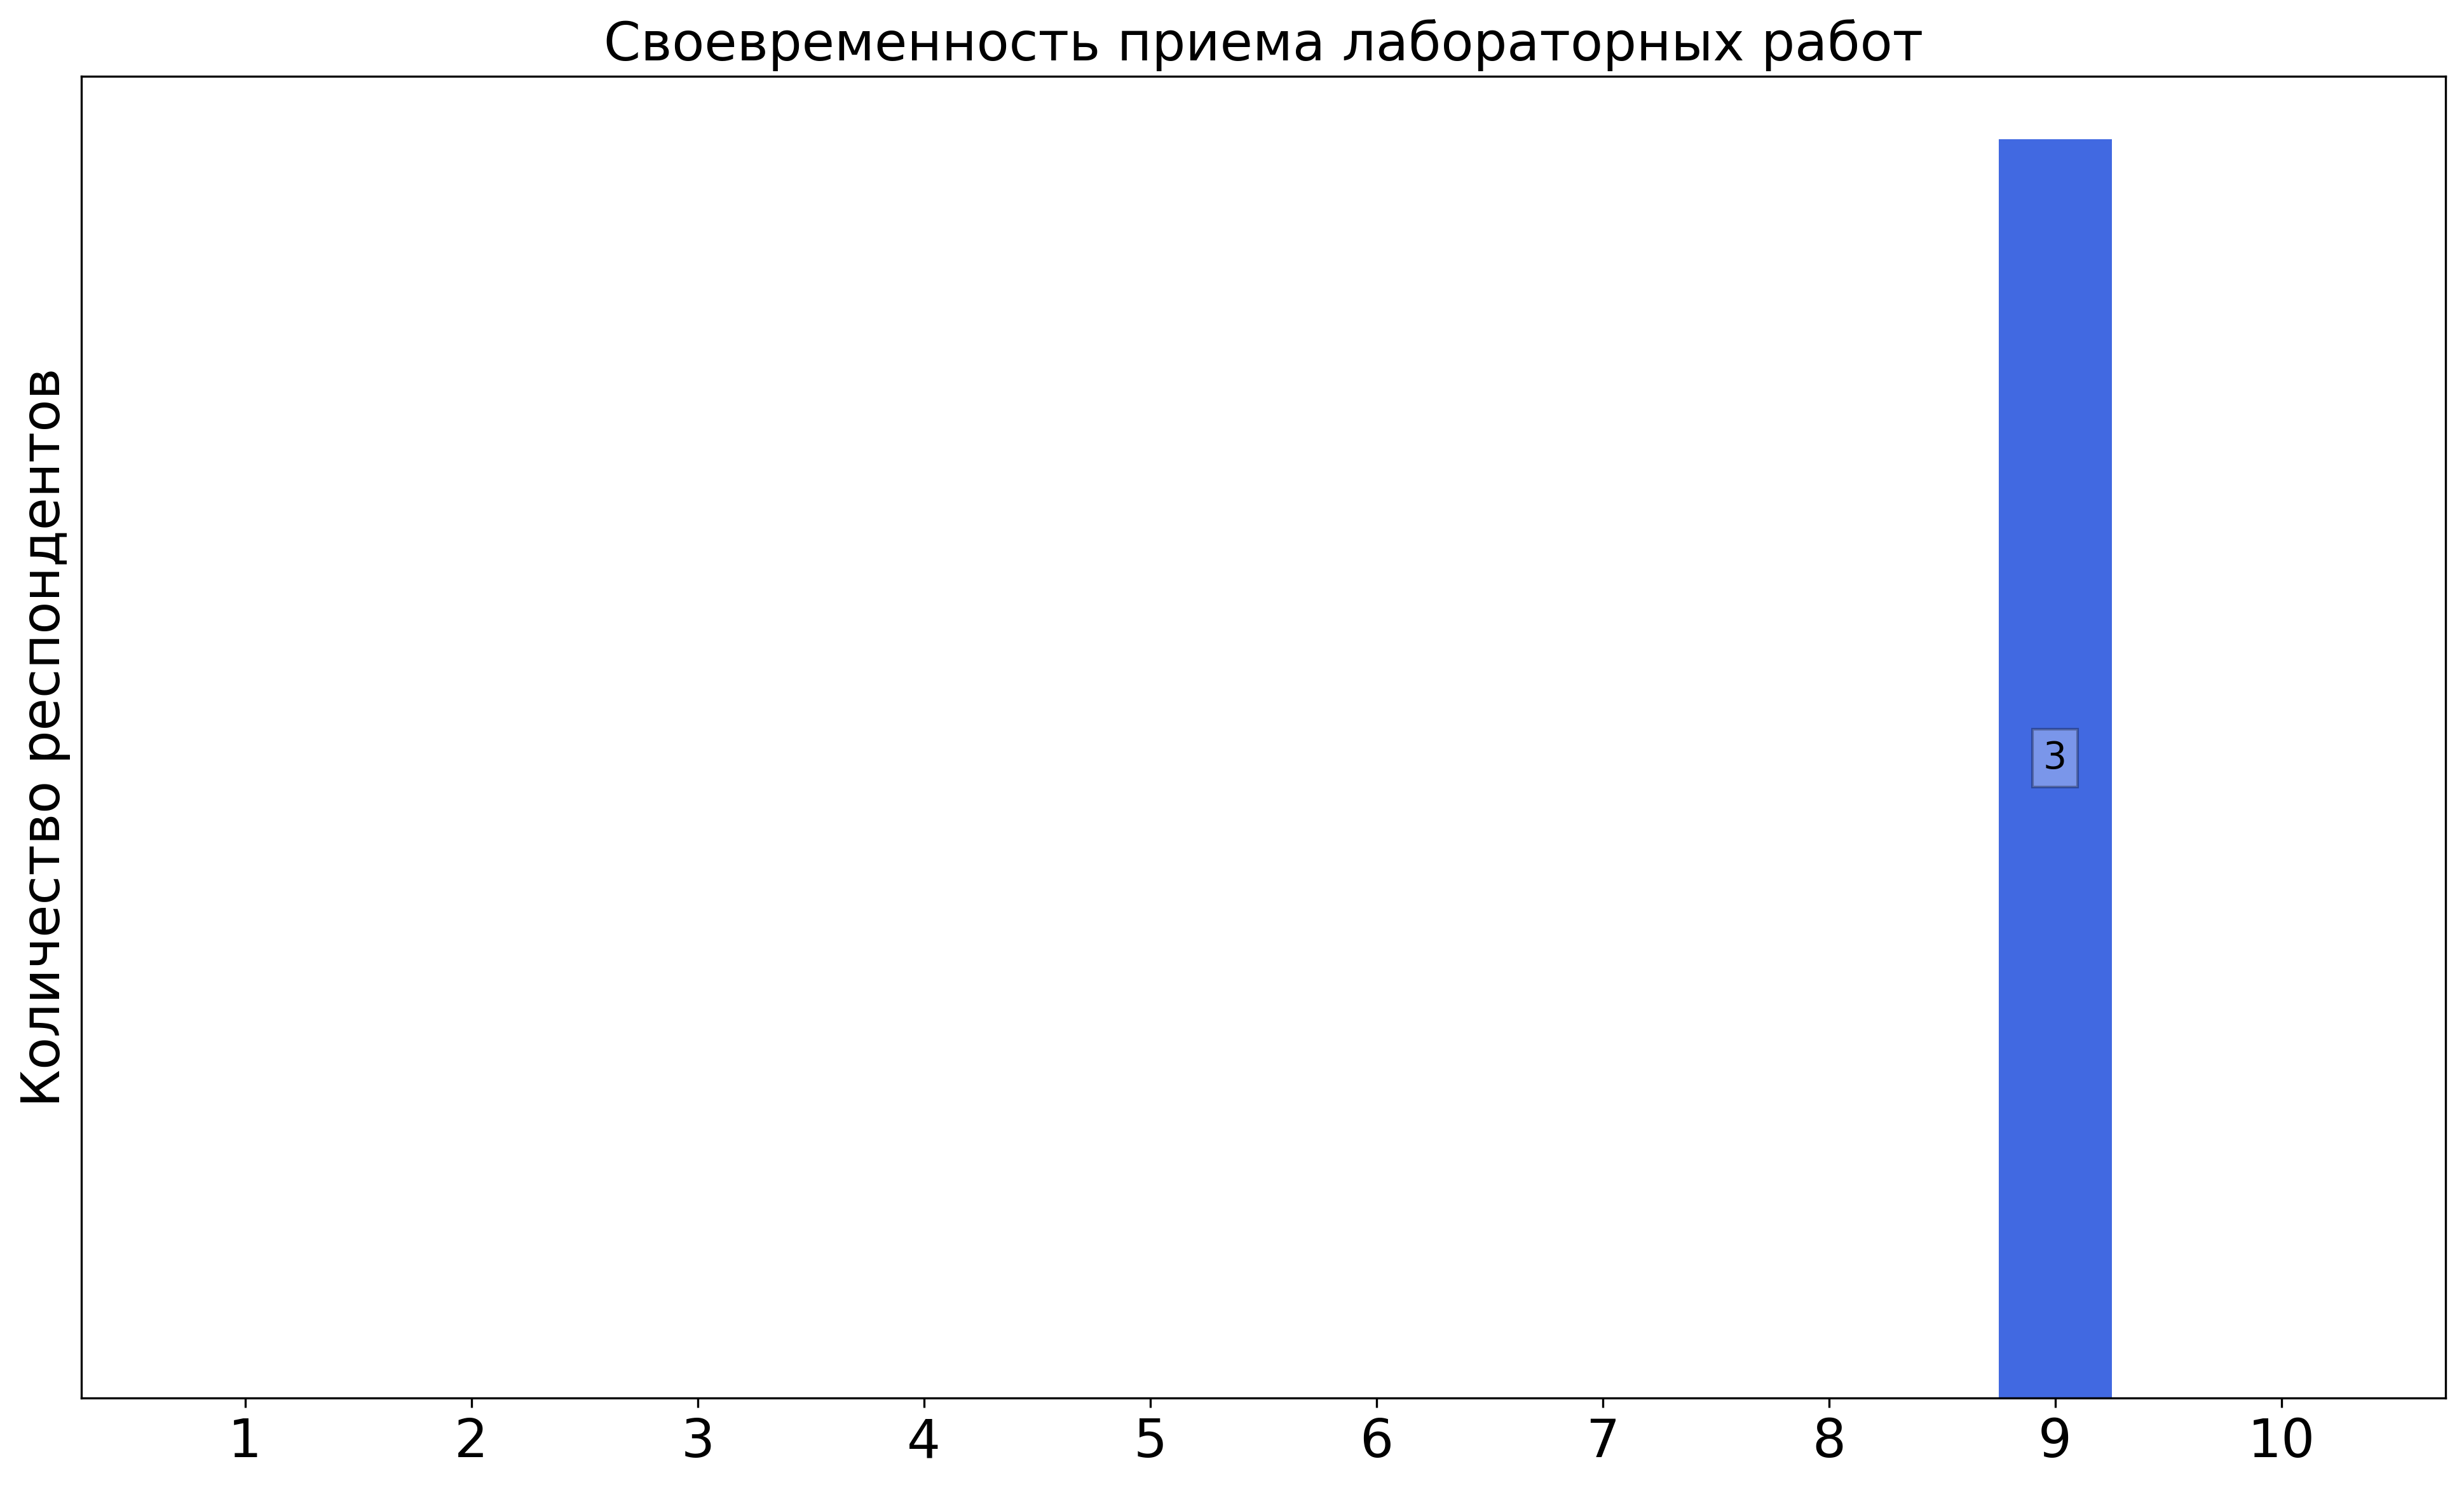 Своевременность приема лабораторных работ
Количество респондентов
3
1 2 3 4 5 6 7 8 9 10